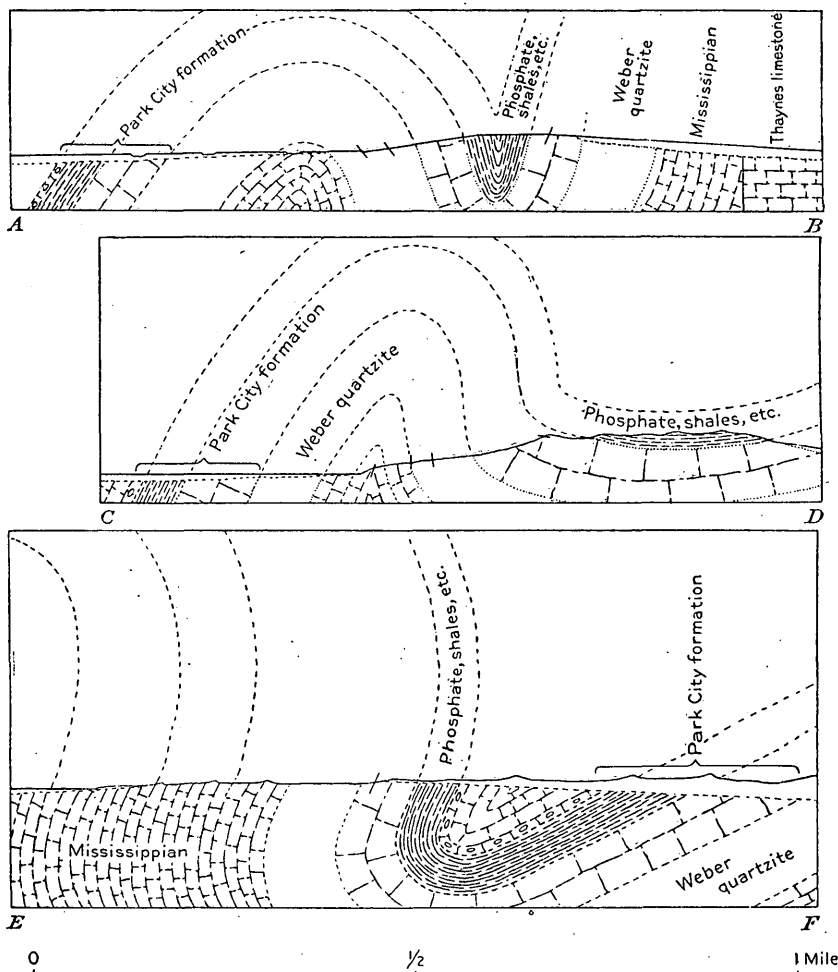 Park City formation
Phosphate,
shales, etc.
Weber
quartzite
Mississippian
Thaynes limestone
A
B
Park City formation
Weber quartzite
Phosphate, shales, etc.
C
D
Phosphate, shales, etc.
Park City formation
Mississippian
Weber
quartzite
E
F
0
1/2
1 Mile